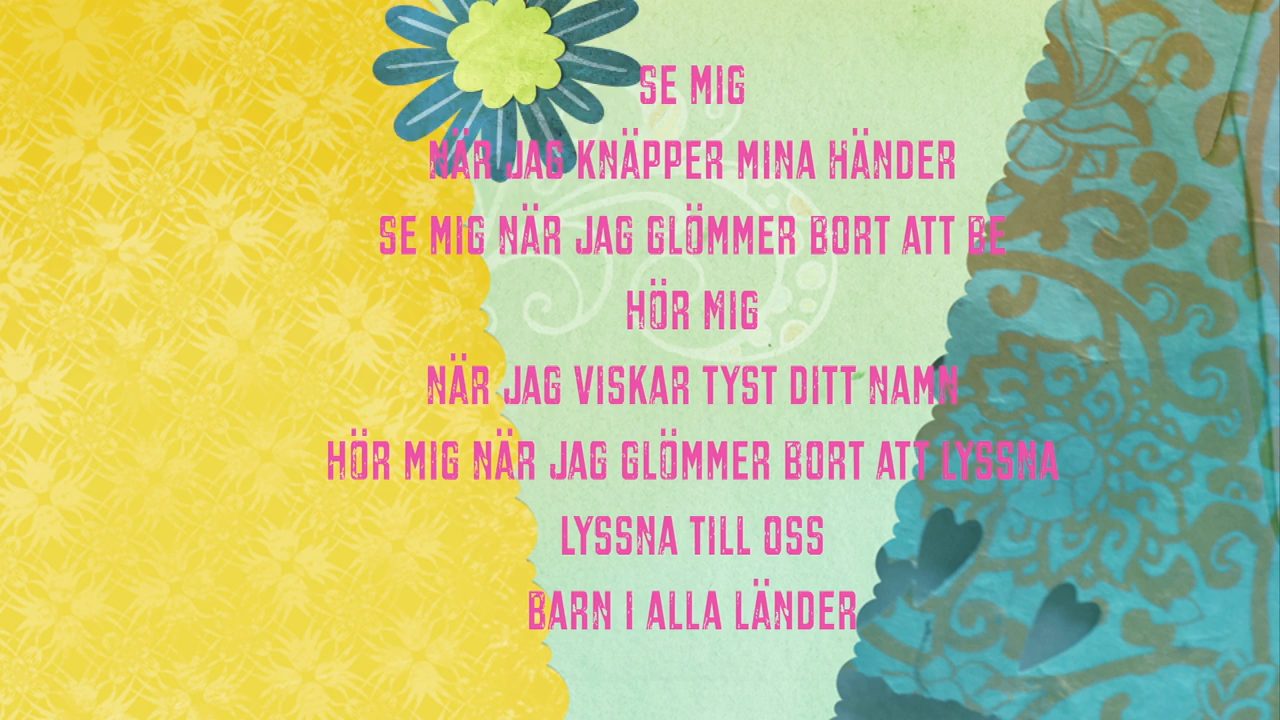 SE MIG
NÄR JAG KNÄPPER MINA HÄNDER
SE MIG NÄR JAG GLÖMMER BORT ATT BE
HÖR MIG
NÄR JAG VISKAR TYST DITT NAMN
HÖR MIG NÄR JAG GLÖMMER BORT ATT LYSSNA
LYSSNA TILL OSS
BARN I ALLA LÄNDER